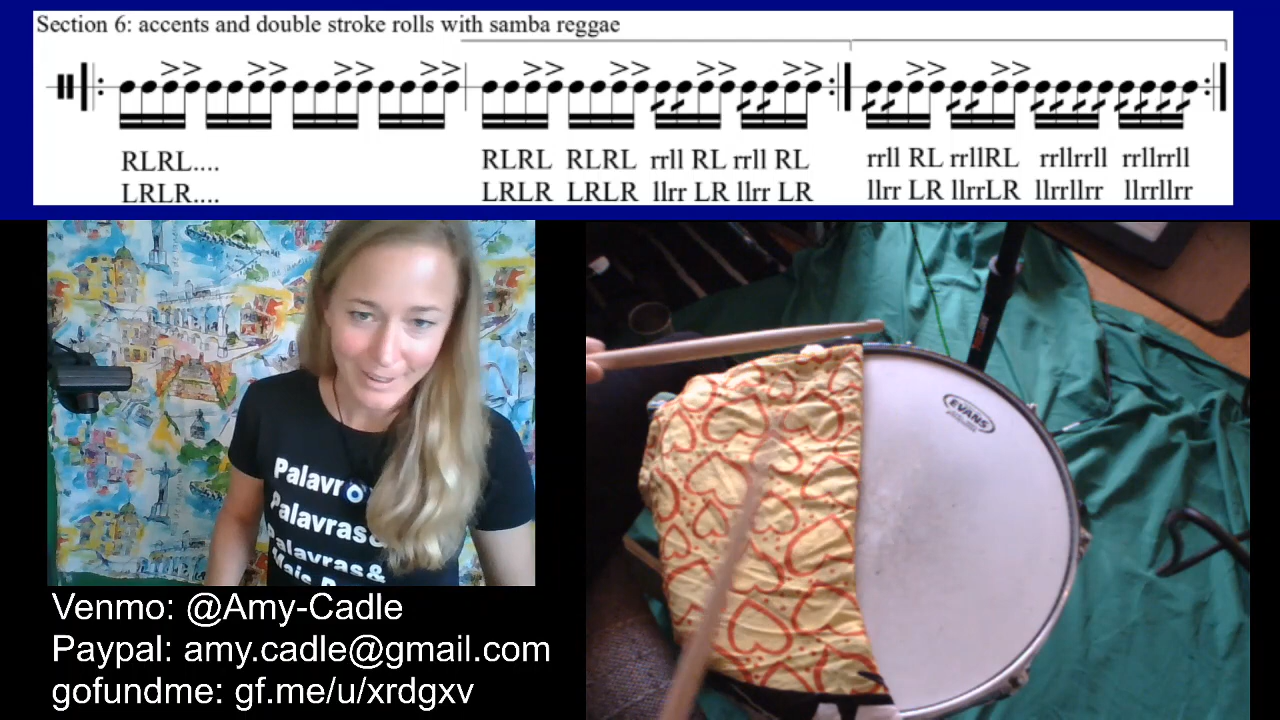 Section 6: accents and double stroke rolls with samba reggae
RLRL.... RLRL RLRL rrll RL rrll RL rrll RL rrllRL rrllrrll rrllrrll
LRLR.... LRLR LRLR llrr LR llrr LR llrr LR llrrLR llrrllrr llrrllrr
EVANS
Palavr
Palavras&
Palavras&
Mais
Venmo: @Amy-Cadle
Paypal: amy.cadle@gmail.com
gofundme: gf.me/u/xrdgxv